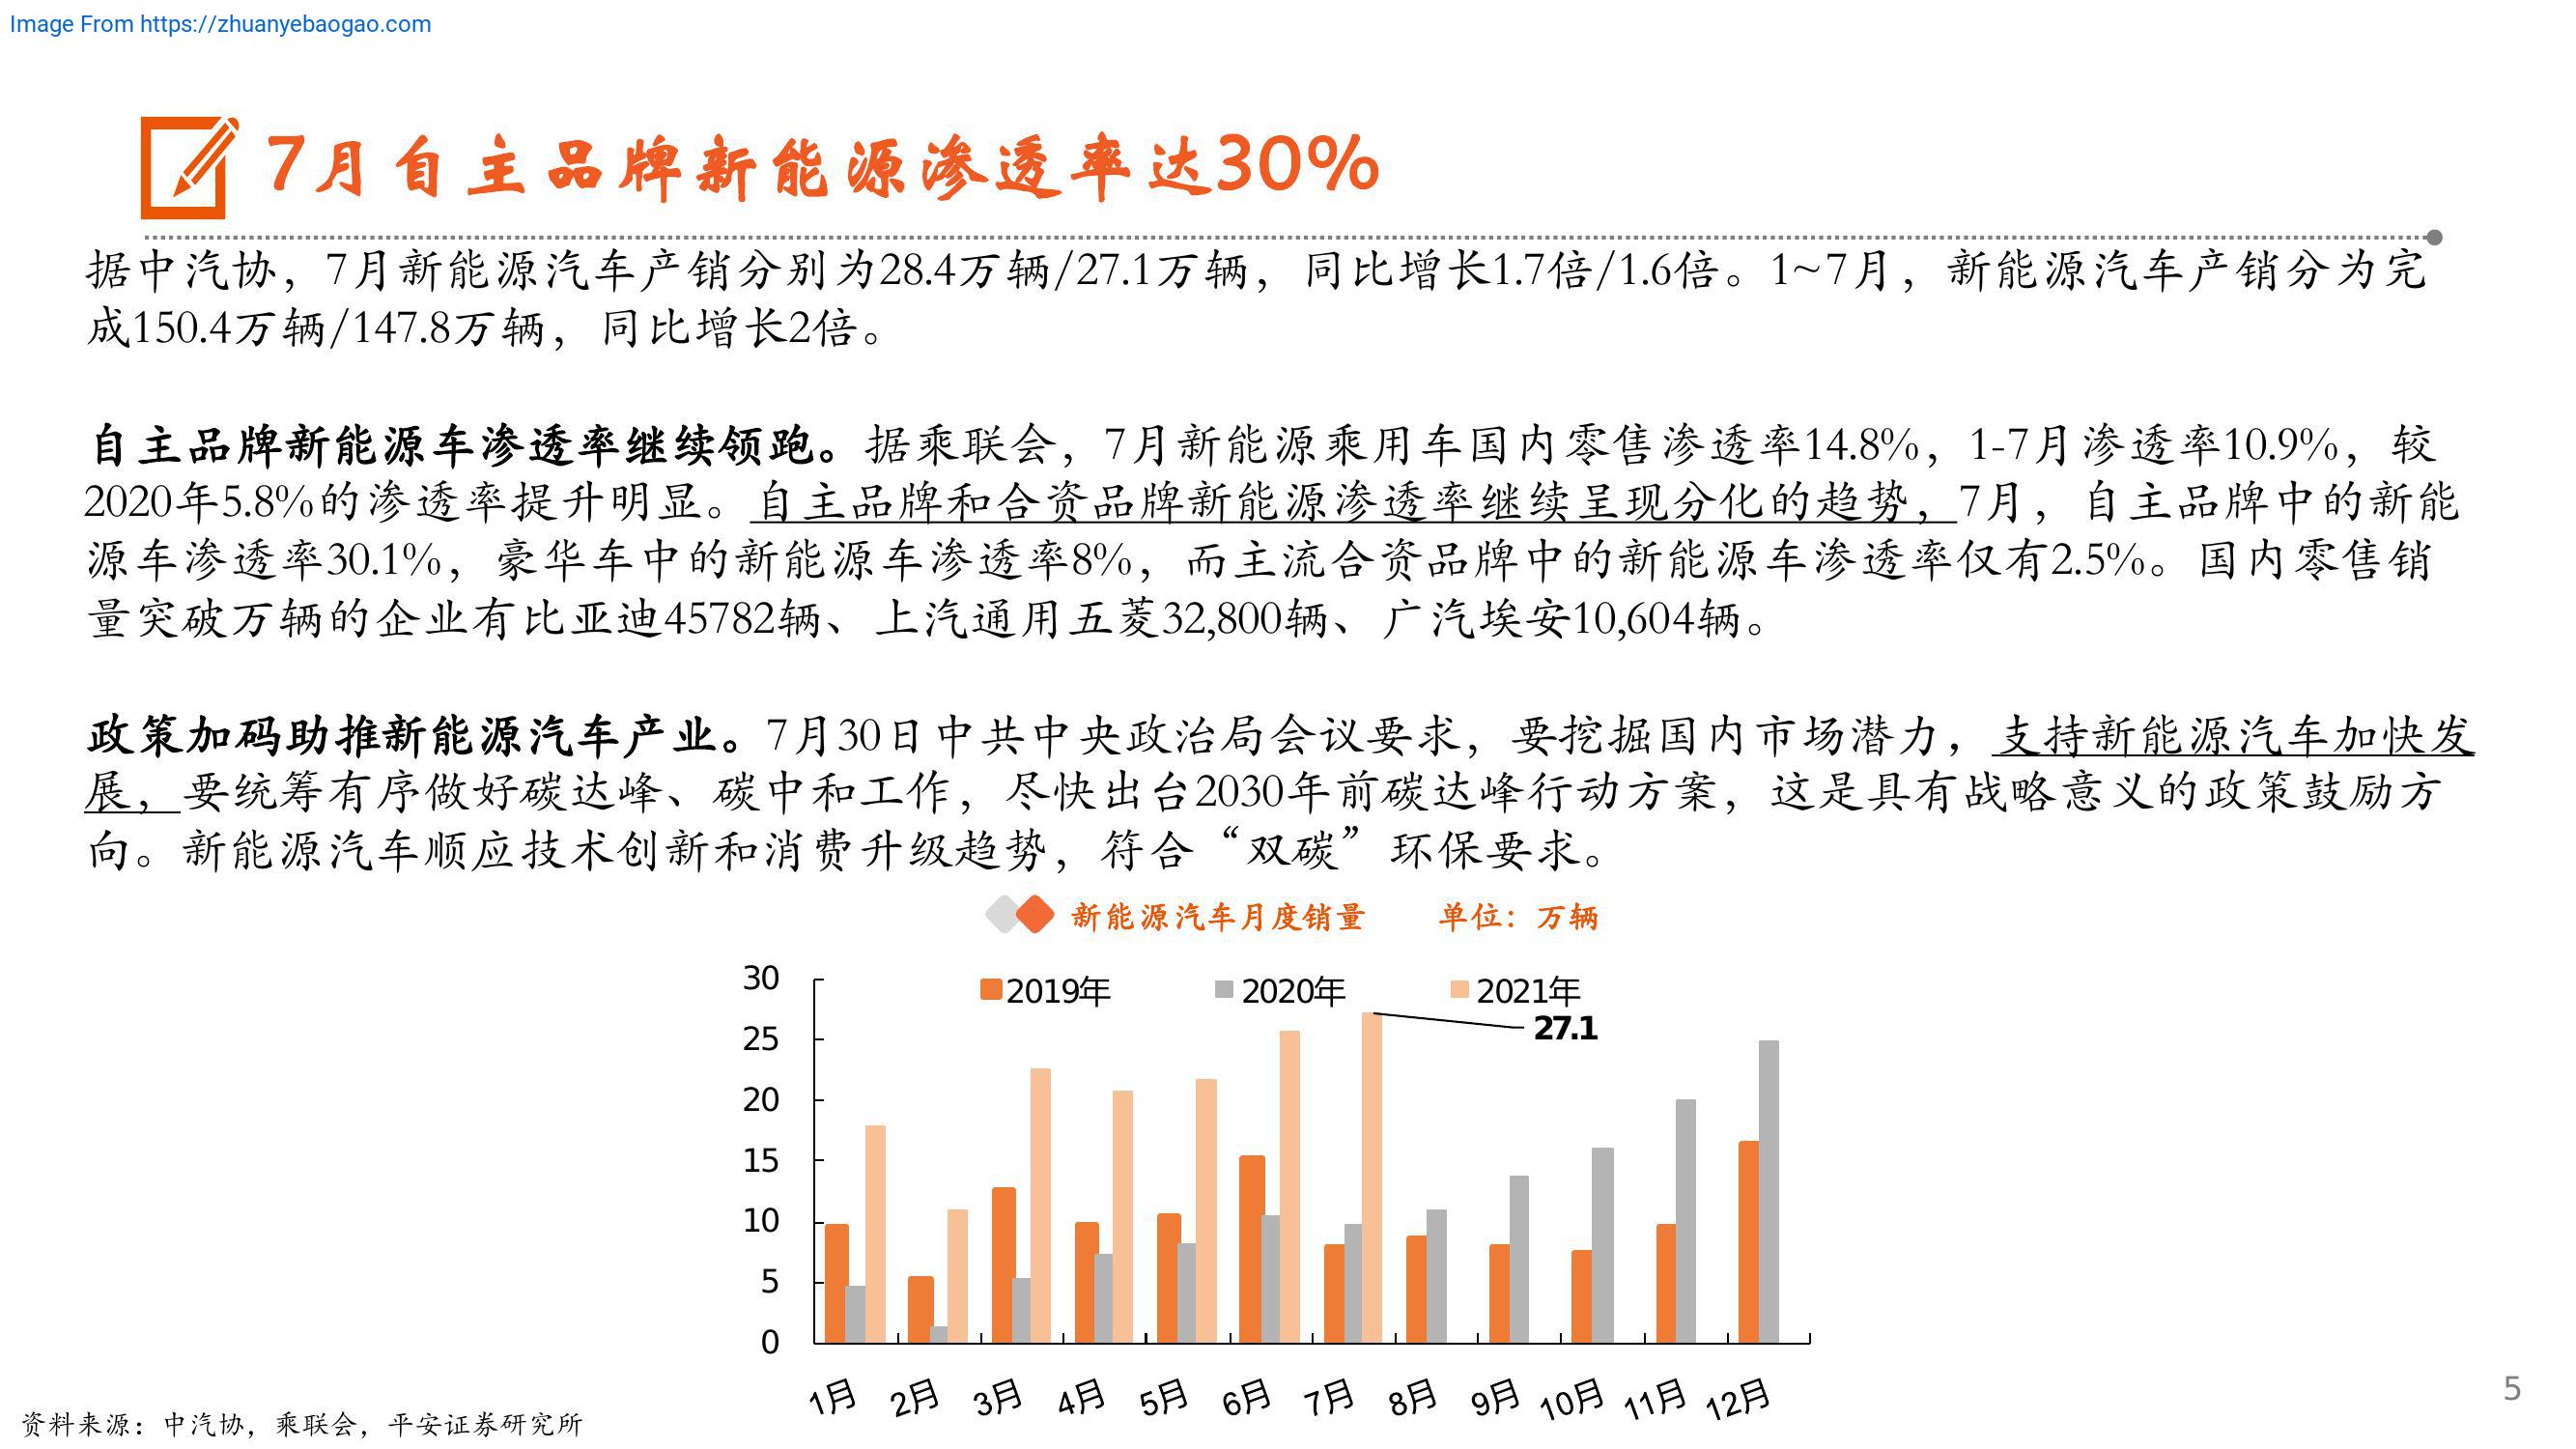 Image From https://zhuanyebaogao.com
7月自主品牌新能源渗透率达30%
据中汽协，7月新能源汽车产销分别为28.4万辆/27.1万辆，同比增长1.7倍/1.6倍。1~7月，新能源汽车产销分为完
成150.4万辆/147.8万辆，同比增长2倍。
自主品牌新能源车渗透率继续领跑。据乘联会，7月新能源乘用车国内零售渗透率14.8%，1-7月渗透率10.9%，较
2020年5.8%的渗透率提升明显。自主品牌和合资品牌新能源渗透率继续呈现分化的趋势，7月，自主品牌中的新能
源车渗透率30.1%，豪华车中的新能源车渗透率8%，而主流合资品牌中的新能源车渗透率仅有2.5%。国内零售销
量突破万辆的企业有比亚迪45782辆、上汽通用五菱32,800辆、广汽埃安10,604辆。
政策加码助推新能源汽车产业。7月30日中共中央政治局会议要求，要挖掘国内市场潜力，支持新能源汽车加快发
展，要统筹有序做好碳达峰、碳中和工作，尽快出台2030年前碳达峰行动方案，这是具有战略意义的政策鼓励方
向。新能源汽车顺应技术创新和消费升级趋势，符合“双碳”环保要求。
新能源汽车月度销量 单位：万辆
2019年 2020年 2021年
27.1
30
25
20
15
10
5
0
1月 2月 3月 4月 5月 6月 7月 8月 9月 10月 11月 12月
资料来源：中汽协，乘联会，平安证券研究所
5